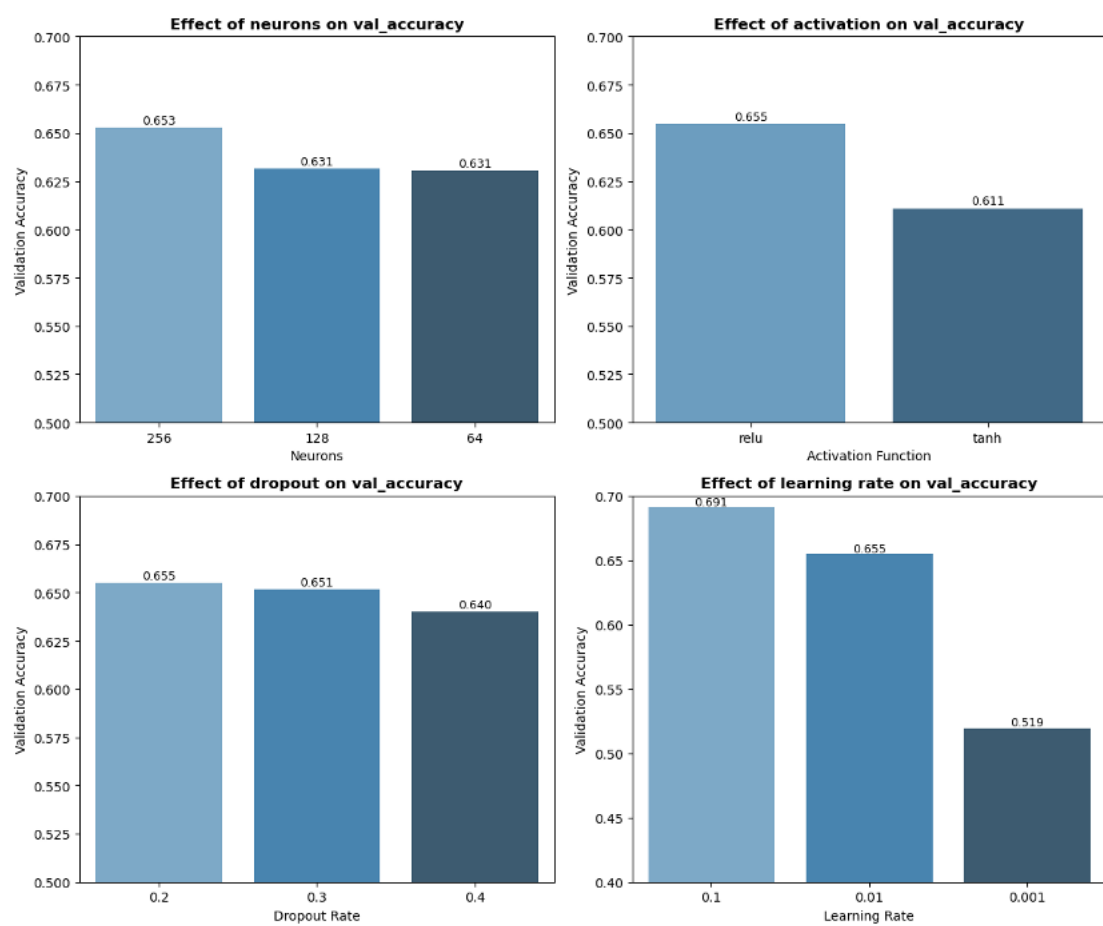 Effect of neurons on val_accuracy
Validation Accuracy
0.700
0.675
0.650
0.625
0.600
0.575
0.550
0.525
0.500
0.653
0.631
0.631
256 128 64
Neurons
Effect of activation on val_accuracy
Validation Accuracy
0.700
0.675
0.650
0.625
0.600
0.575
0.550
0.525
0.500
0.655
0.611
relu tanh
Activation Function
Effect of dropout on val_accuracy
Validation Accuracy
0.700
0.675
0.650
0.625
0.600
0.575
0.550
0.525
0.500
0.655
0.651
0.640
0.2 0.3 0.4
Dropout Rate
Effect of learning rate on val_accuracy
Validation Accuracy
0.70
0.65
0.60
0.55
0.50
0.45
0.40
0.691
0.655
0.519
0.1 0.01 0.001
Learning Rate